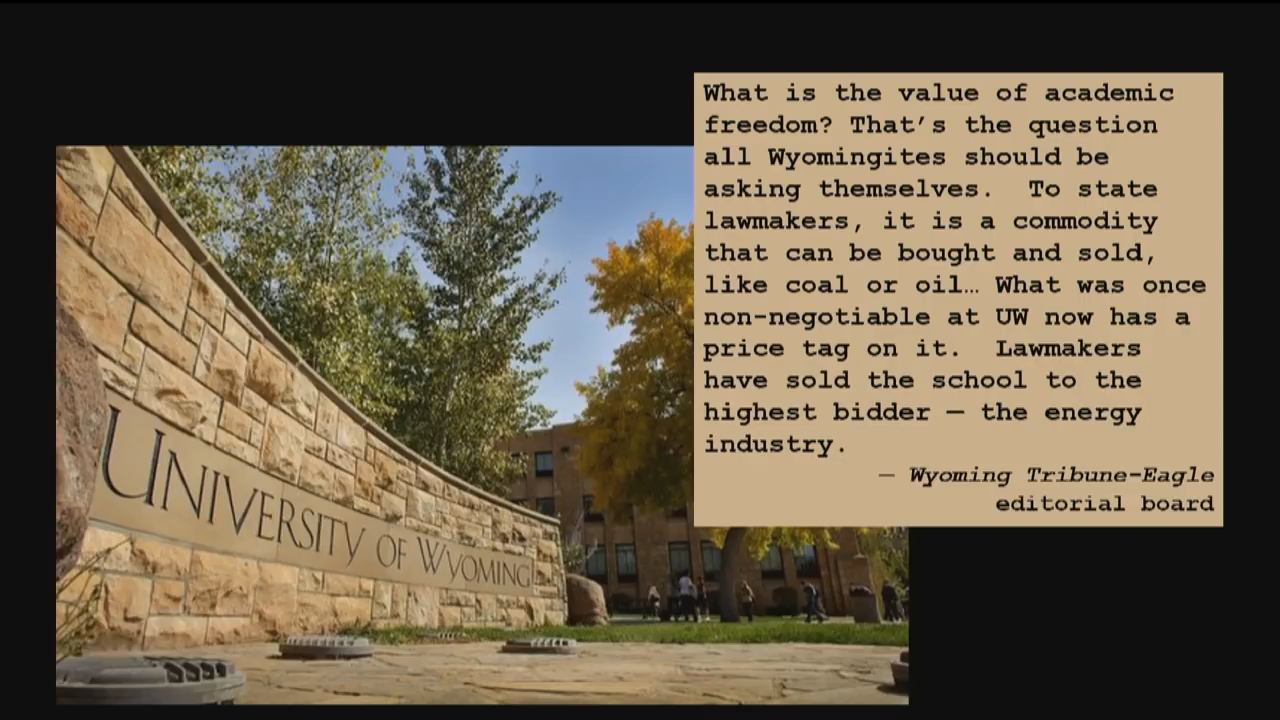 What is the value of academic
freedom? That's the question
all Wyomingites should be
asking themselves.  To state
lawmakers, it is a commodity
that can be bought and sold,
like coal or oil… What was once
non-negotiable at UW now has a
price tag on it.  Lawmakers
have sold the school to the
highest bidder — the energy
industry.
— Wyoming Tribune-Eagle
editorial board
UNIVERSITY OF WYOMING